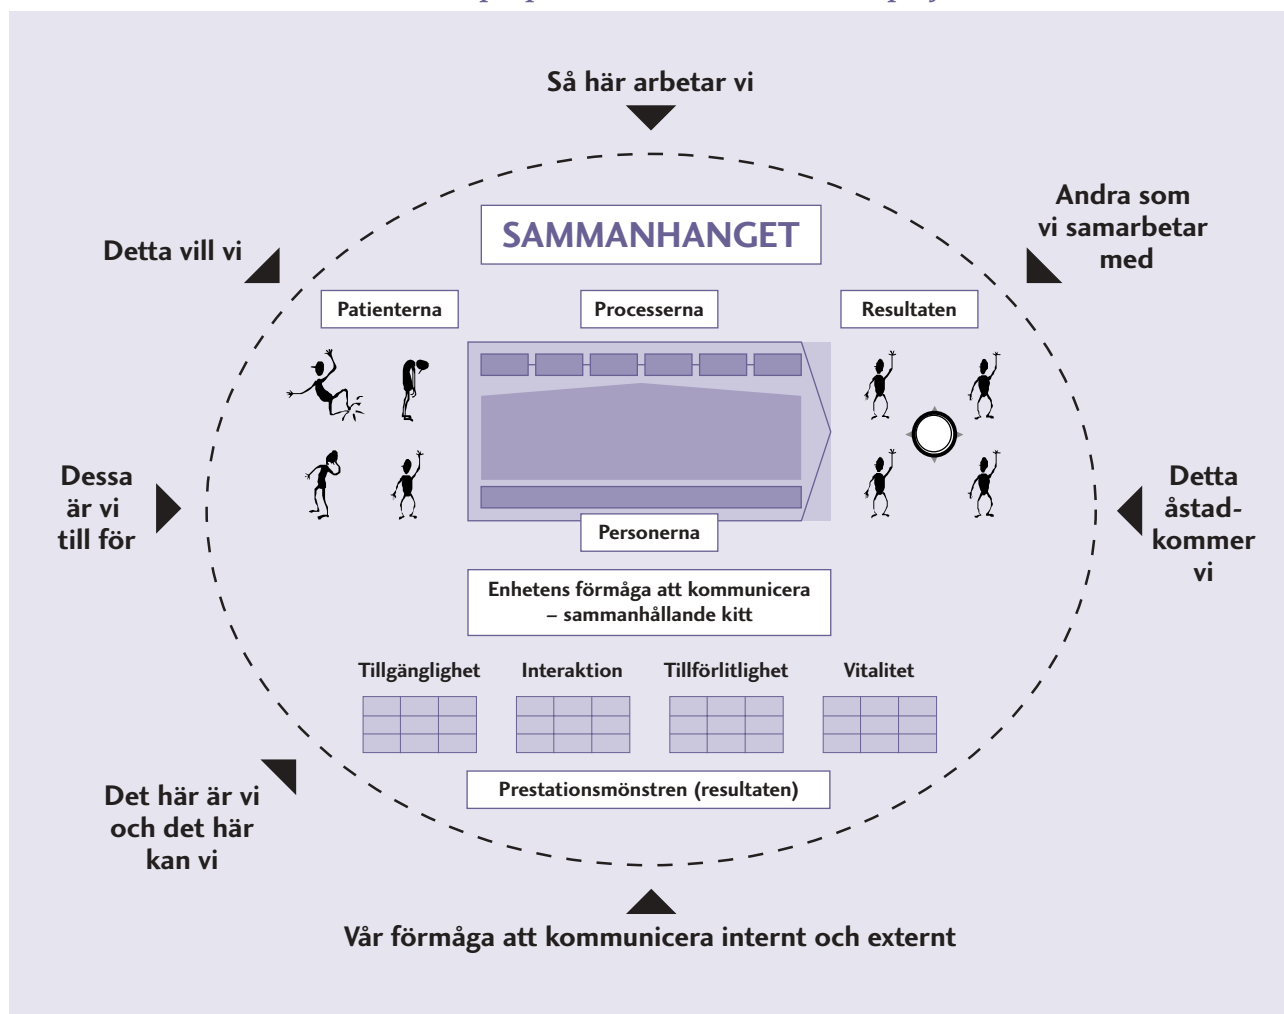 Så här arbetar vi
Andra som
vi samarbetar
med
Detta vill vi
SAMMANHANGET
Patienterna
Processerna
Resultaten
Dessa
är vi
till för
Detta
åstad-
kommer
vi
Personerna
Enhetens förmåga att kommunicera
– sammanhållande kitt
Tillgänglighet
Interaktion
Tillförlitlighet
Vitalitet
Prestationsmönstren (resultaten)
Det här är vi
och det här
kan vi
Vår förmåga att kommunicera internt och externt